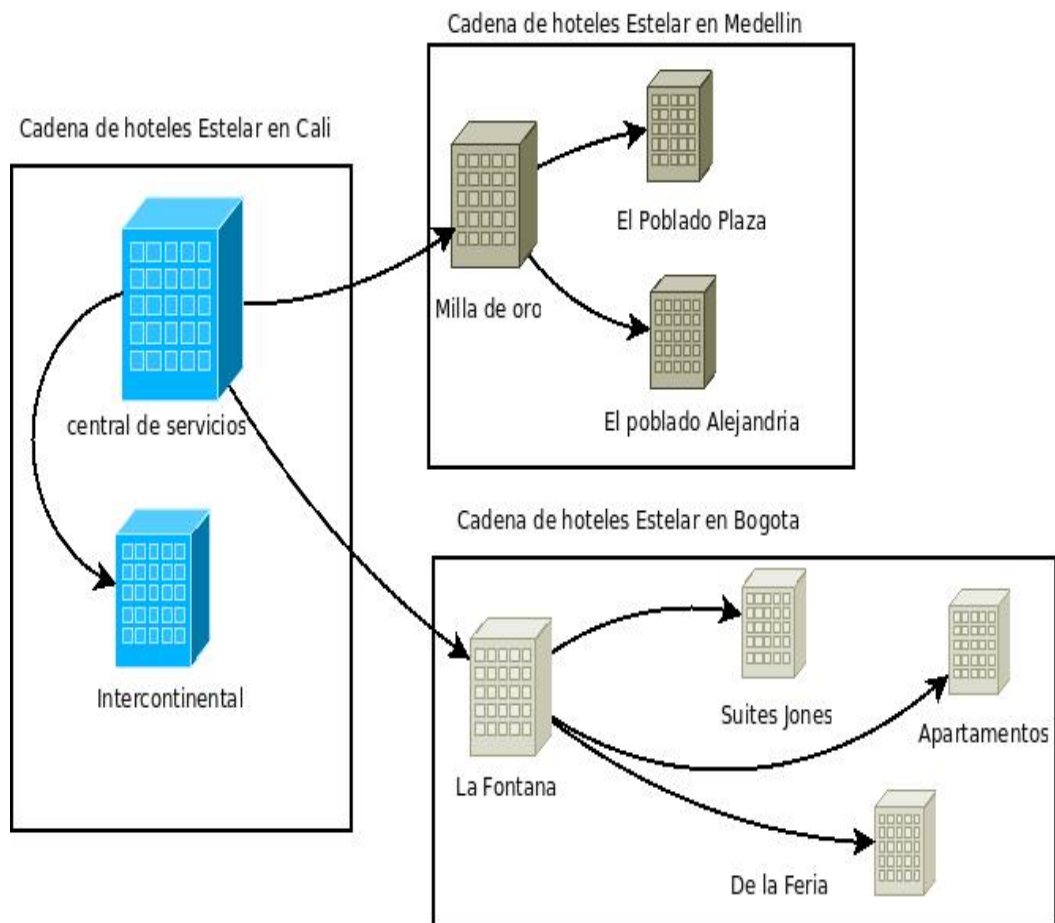 Cadena de hoteles Estelar en Medellin
Cadena de hoteles Estelar en Cali
El Poblado Plaza
Milla de oro
El poblado Alejandria
central de servicios
Intercontinental
Cadena de hoteles Estelar en Bogota
Suites Jones
Apartamentos
La Fontana
De la Feria